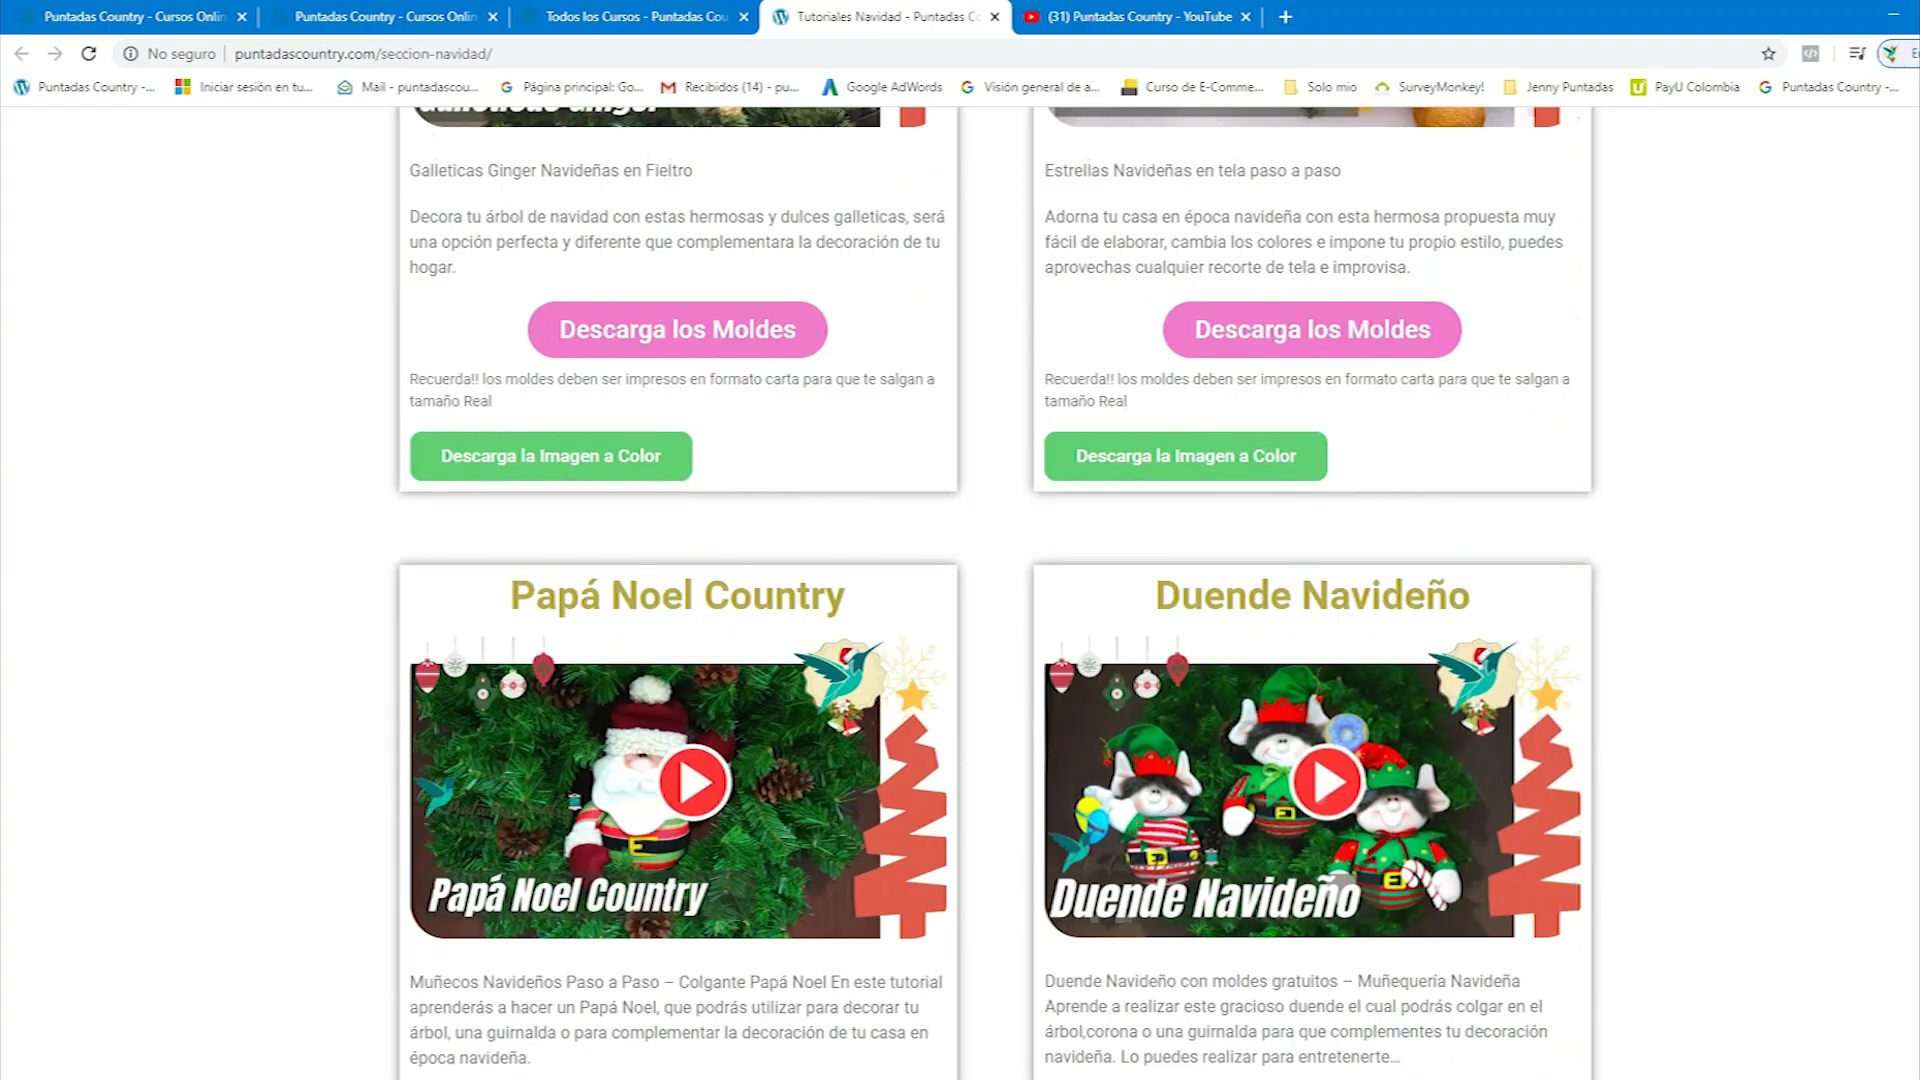 Puntadas Country - Cursos Onlin
Puntadas Country - Cursos Onlin
Todos los Cursos - Puntadas Cou
Tutoriales Navidad - Puntadas Co
(31) Puntadas Country - YouTube
No seguro
puntadascountry.com/seccion-navidad/
Puntadas Country -...
Iniciar sesión en tu...
Mail - puntadascou...
Página principal: Go...
Recibidos (14) - pu...
Google AdWords
Visión general de a...
Curso de E-Comme...
Solo mio
SurveyMonkey!
Jenny Puntadas
PayU Colombia
Puntadas Country -...
Galleticas Ginger Navideñas en Fieltro
Decora tu árbol de navidad con estas hermosas y dulces galleticas, será
una opción perfecta y diferente que complementara la decoración de tu
hogar.
Descarga los Moldes
Recuerda!! los moldes deben ser impresos en formato carta para que te salgan a
tamaño Real
Descarga la Imagen a Color
Estrellas Navideñas en tela paso a paso
Adorna tu casa en época navideña con esta hermosa propuesta muy
fácil de elaborar, cambia los colores e impone tu propio estilo, puedes
aprovechas cualquier recorte de tela e improvisa.
Descarga los Moldes
Recuerda!! los moldes deben ser impresos en formato carta para que te salgan a
tamaño Real
Descarga la Imagen a Color
Papá Noel Country
Papá Noel Country
Muñecos Navideños Paso a Paso – Colgante Papá Noel En este tutorial
aprenderás a hacer un Papá Noel, que podrás utilizar para decorar tu
árbol, una guirnalda o para complementar la decoración de tu casa en
época navideña.
Duende Navideño
Duende Navideño
Duende Navideño con moldes gratuitos – Muñequería Navideña
Aprende a realizar este gracioso duende el cual podrás colgar en el
árbol,corona o una guirnalda para que complementes tu decoración
navideña. Lo puedes realizar para entretenerte...